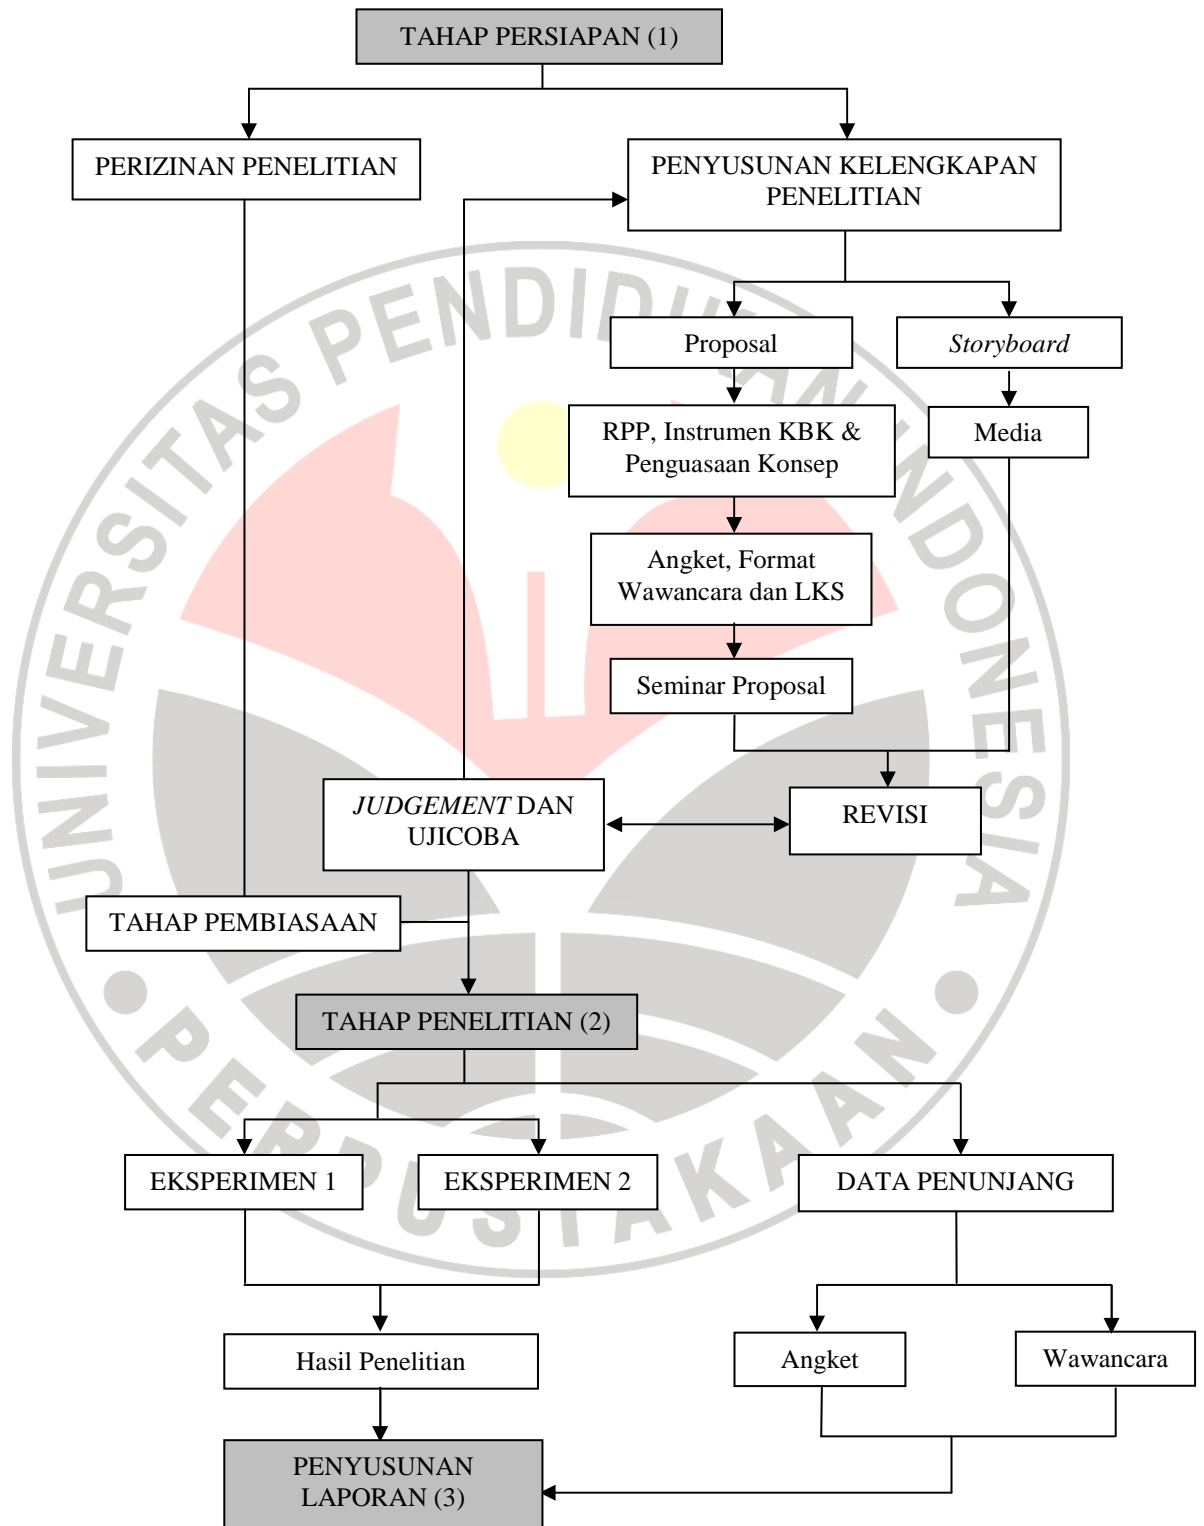 TAHAP PERSIAPAN (1)
PERIZINAN PENELITIAN
PENYUSUNAN KELENGKAPAN
PENELITIAN
Proposal
Storyboard
RPP, Instrumen KBK &
Penguasaan Konsep
Media
Angket, Format
Wawancara dan LKS
Seminar Proposal
JUDGEMENT DAN
UJICOBA
REVISI
TAHAP PEMBIASAAN
TAHAP PENELITIAN (2)
EKSPERIMEN 1
EKSPERIMEN 2
DATA PENUNJANG
Hasil Penelitian
Angket
Wawancara
PENYUSUNAN
LAPORAN (3)
UNIVERSITAS PENDIDIKAN INDONESIA
PERPUSTAKAAN